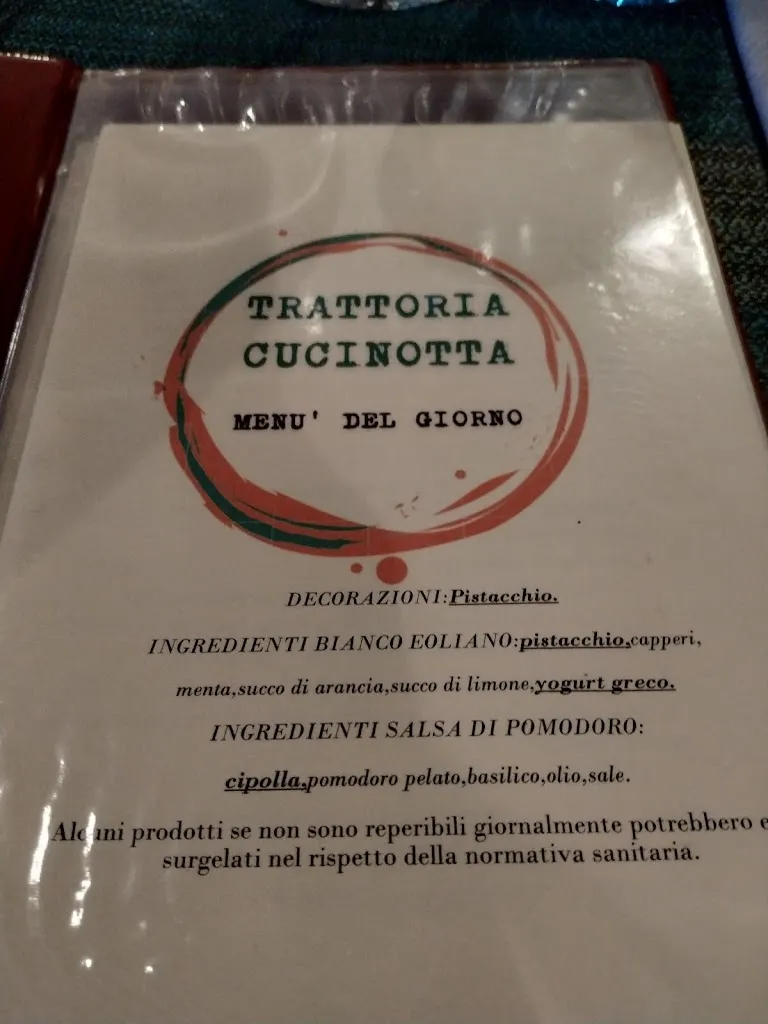 TRATTORIA
CUCINOTTA
MENU' DEL GIORNO
DECORAZIONI:Pistacchio.
INGREDIENTI BIANCO EOLIANO:pistacchio,capperi,
menta,succo di arancia,succo di limone,yogurt greco.
INGREDIENTI SALSA DI POMODORO:
cipolla,pomodoro pelato,basilico,olio,sale.
Alcuni prodotti se non sono reperibili giornalmente potrebbero
surgelati nel rispetto della normativa sanitaria.